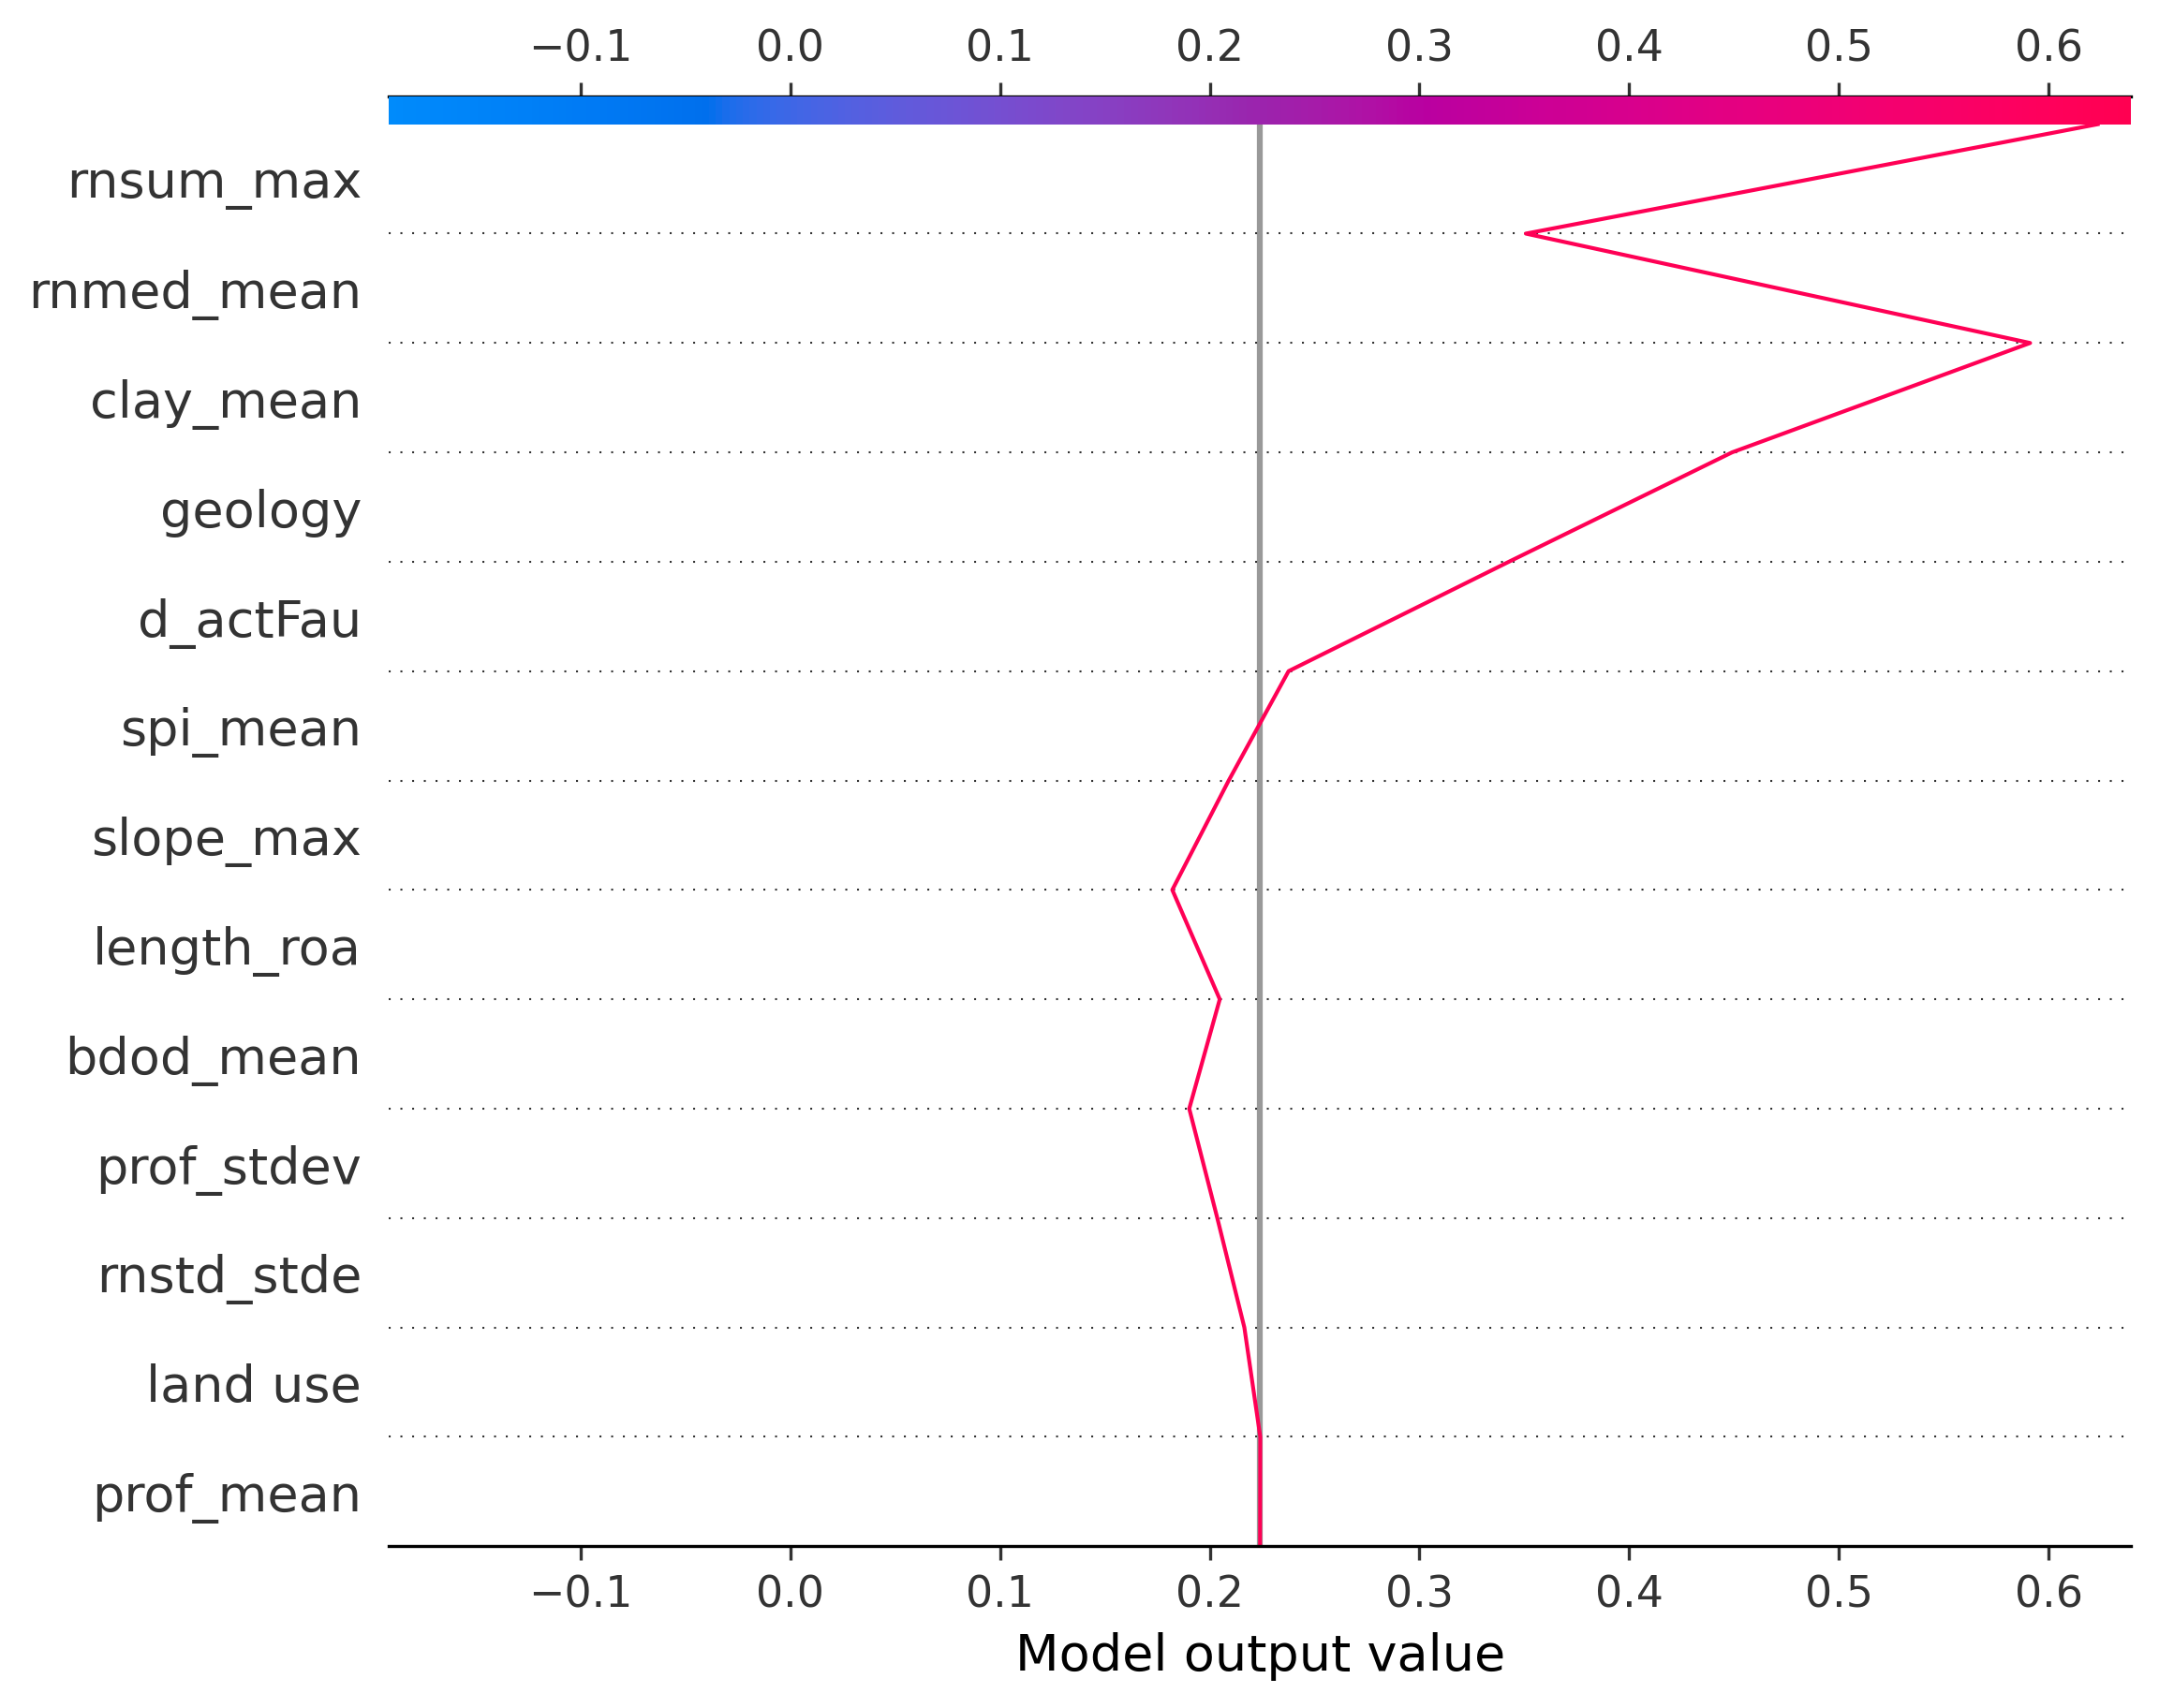 −0.1 0.0 0.1 0.2 0.3 0.4 0.5 0.6
rnsum_max
rnmed_mean
clay_mean
geology
d_actFau
spi_mean
slope_max
length_roa
bdod_mean
prof_stdev
rnstd_stde
land use
prof_mean
−0.1 0.0 0.1 0.2 0.3 0.4 0.5 0.6
Model output value